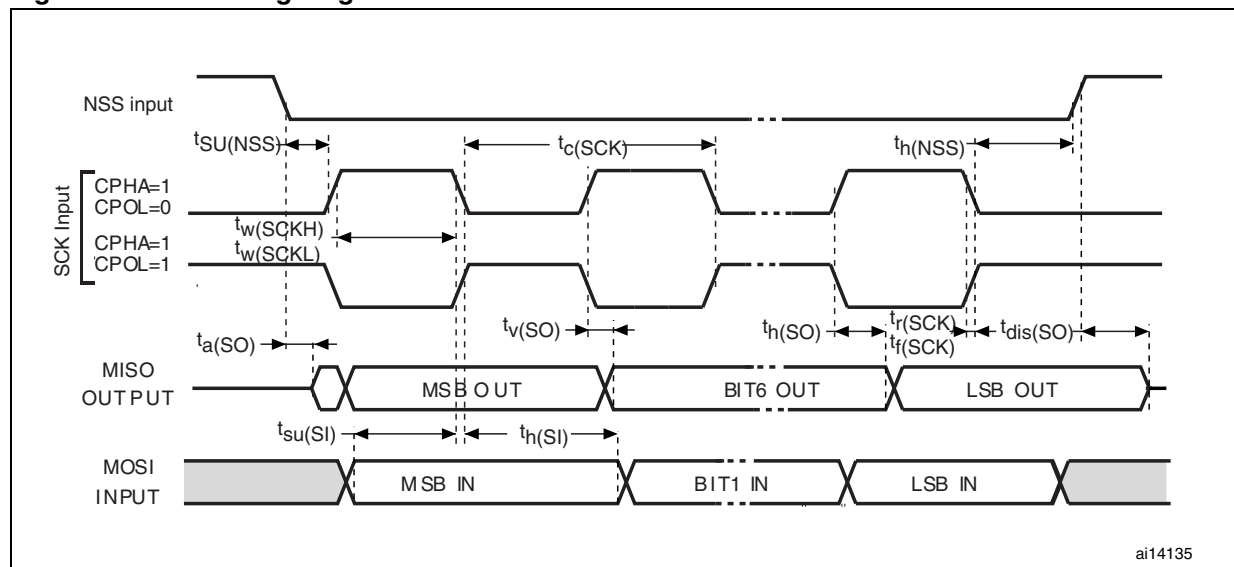 NSS input
tSU(NSS)
tc(SCK)
th(NSS)
SCK Input
CPHA=1
CPOL=0
tw(SCKH)
tw(SCKL)
CPHA=1
CPOL=1
tv(SO)
th(SO)
tr(SCK)
tf(SCK)
tdis(SO)
ta(SO)
MISO
OUTPUT
MSB OUT
BIT6 OUT
LSB OUT
tsu(SI)
th(SI)
MOSI
INPUT
MSB IN
BIT1 IN
LSB IN
ai14135